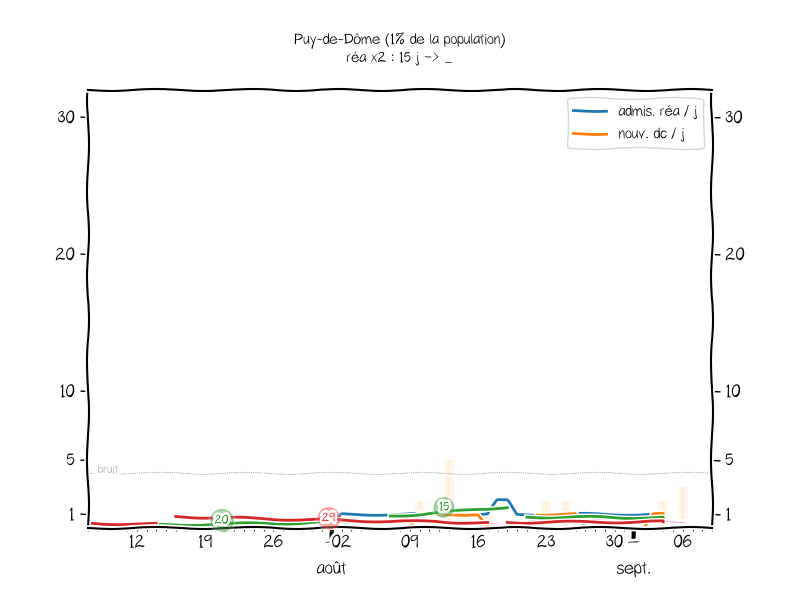 Puy-de-Dôme (1% de la population)
réa x2 : 15 j -> _
admis. réa / j
nouv. dc / j
30 30
20 20
10 10
5 5
bruit
1 1
15
20
29
12 19 26 02 09 16 23 30 06
août sept.